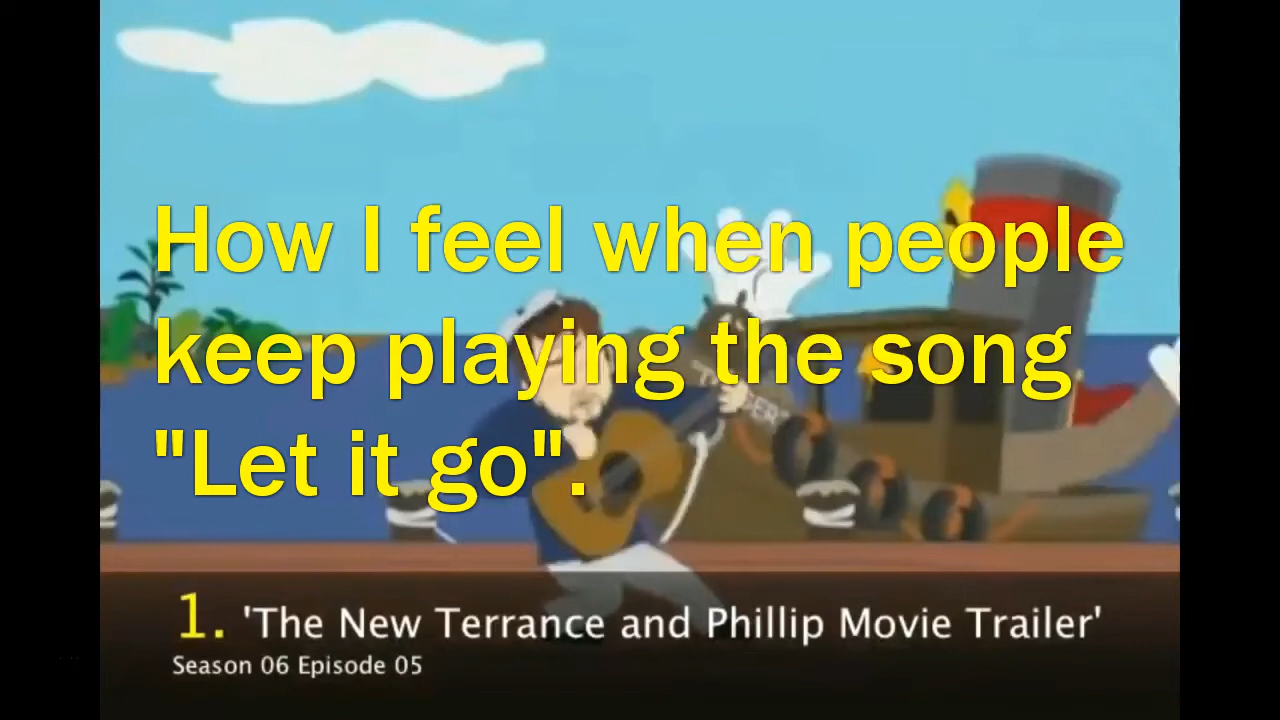 How I feel when people
keep playing the song
"Let it go".
1. 'The New Terrance and Phillip Movie Trailer'
Season 06 Episode 05